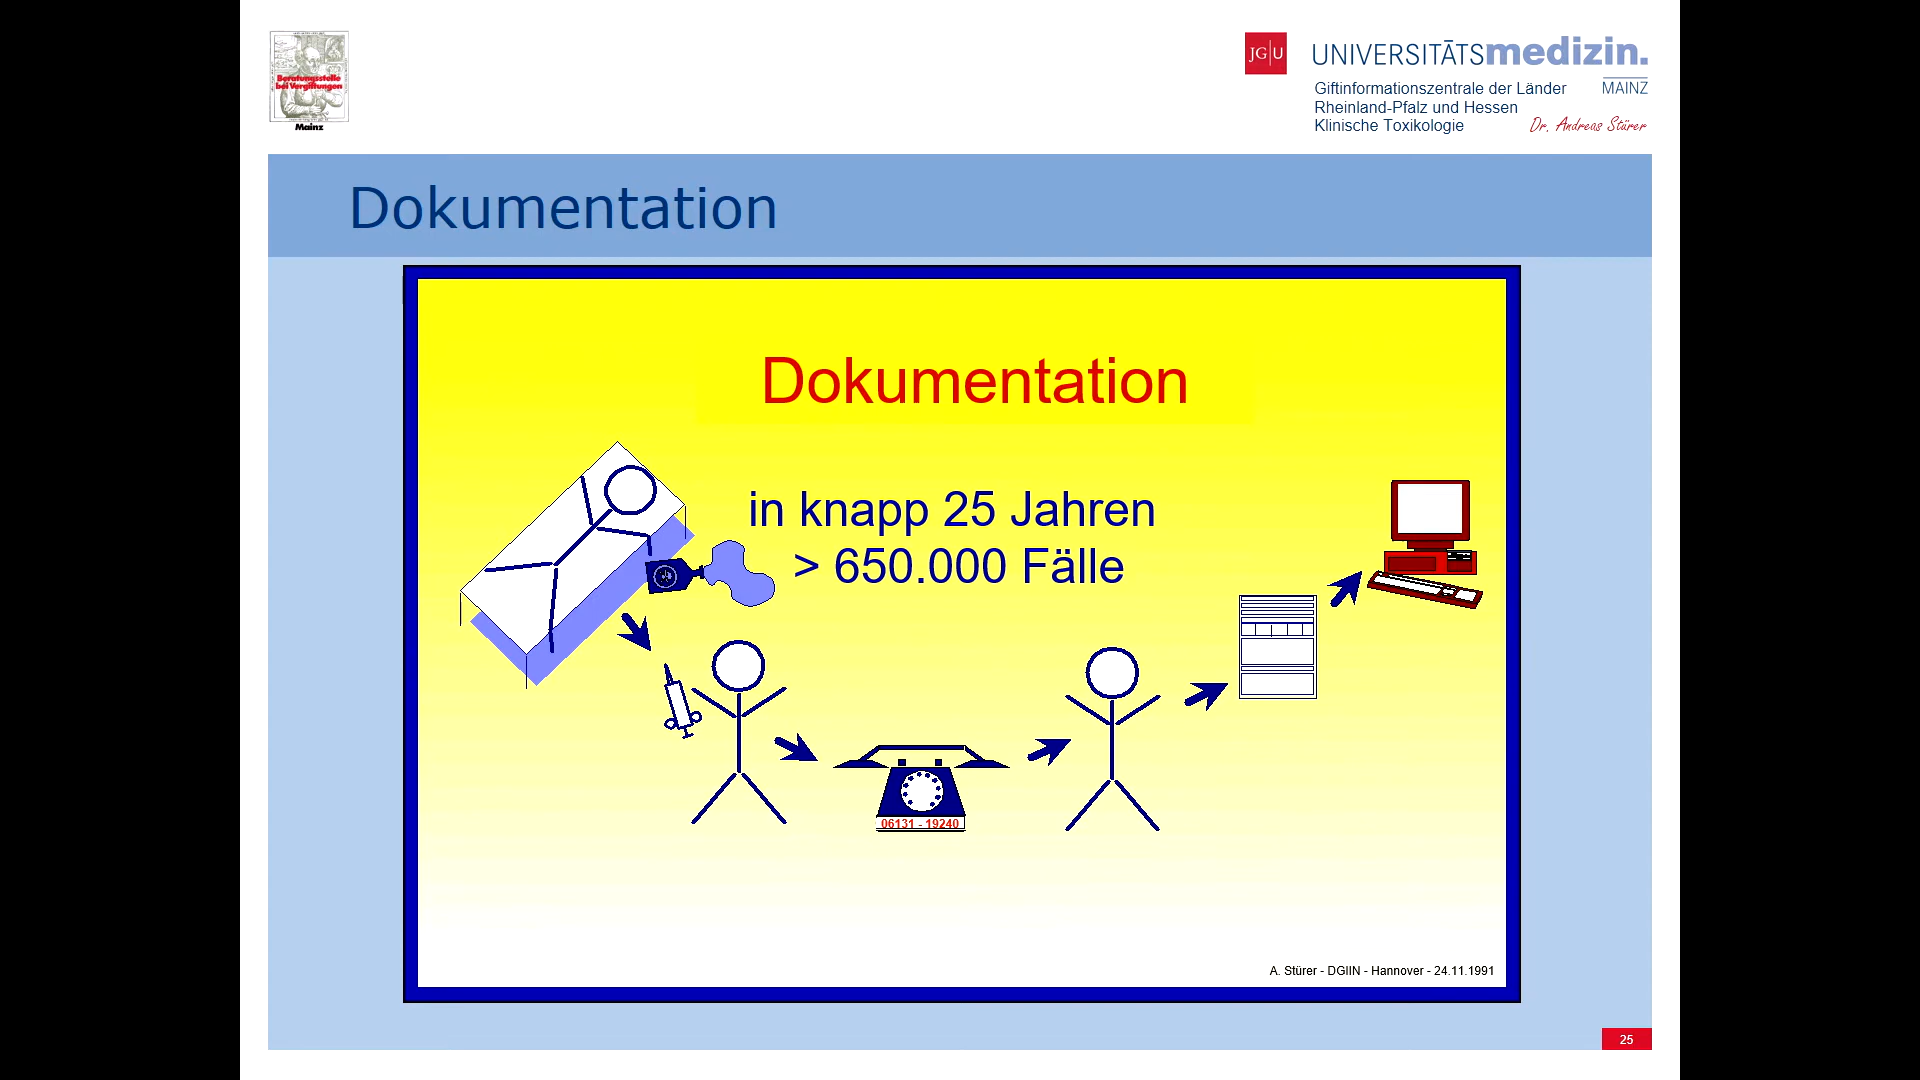 Beratungsstelle
bei Vergiftungen
Mainz
JG|U
UNIVERSITĀTSmedizin.
MAINZ
Giftinformationszentrale der Länder
Rheinland-Pfalz und Hessen
Klinische Toxikologie
Dr. Andreas Stürer
Dokumentation
Dokumentation
in knapp 25 Jahren
> 650.000 Fälle
06131 - 19240
A. Stürer - DGIIN - Hannover - 24.11.1991
25